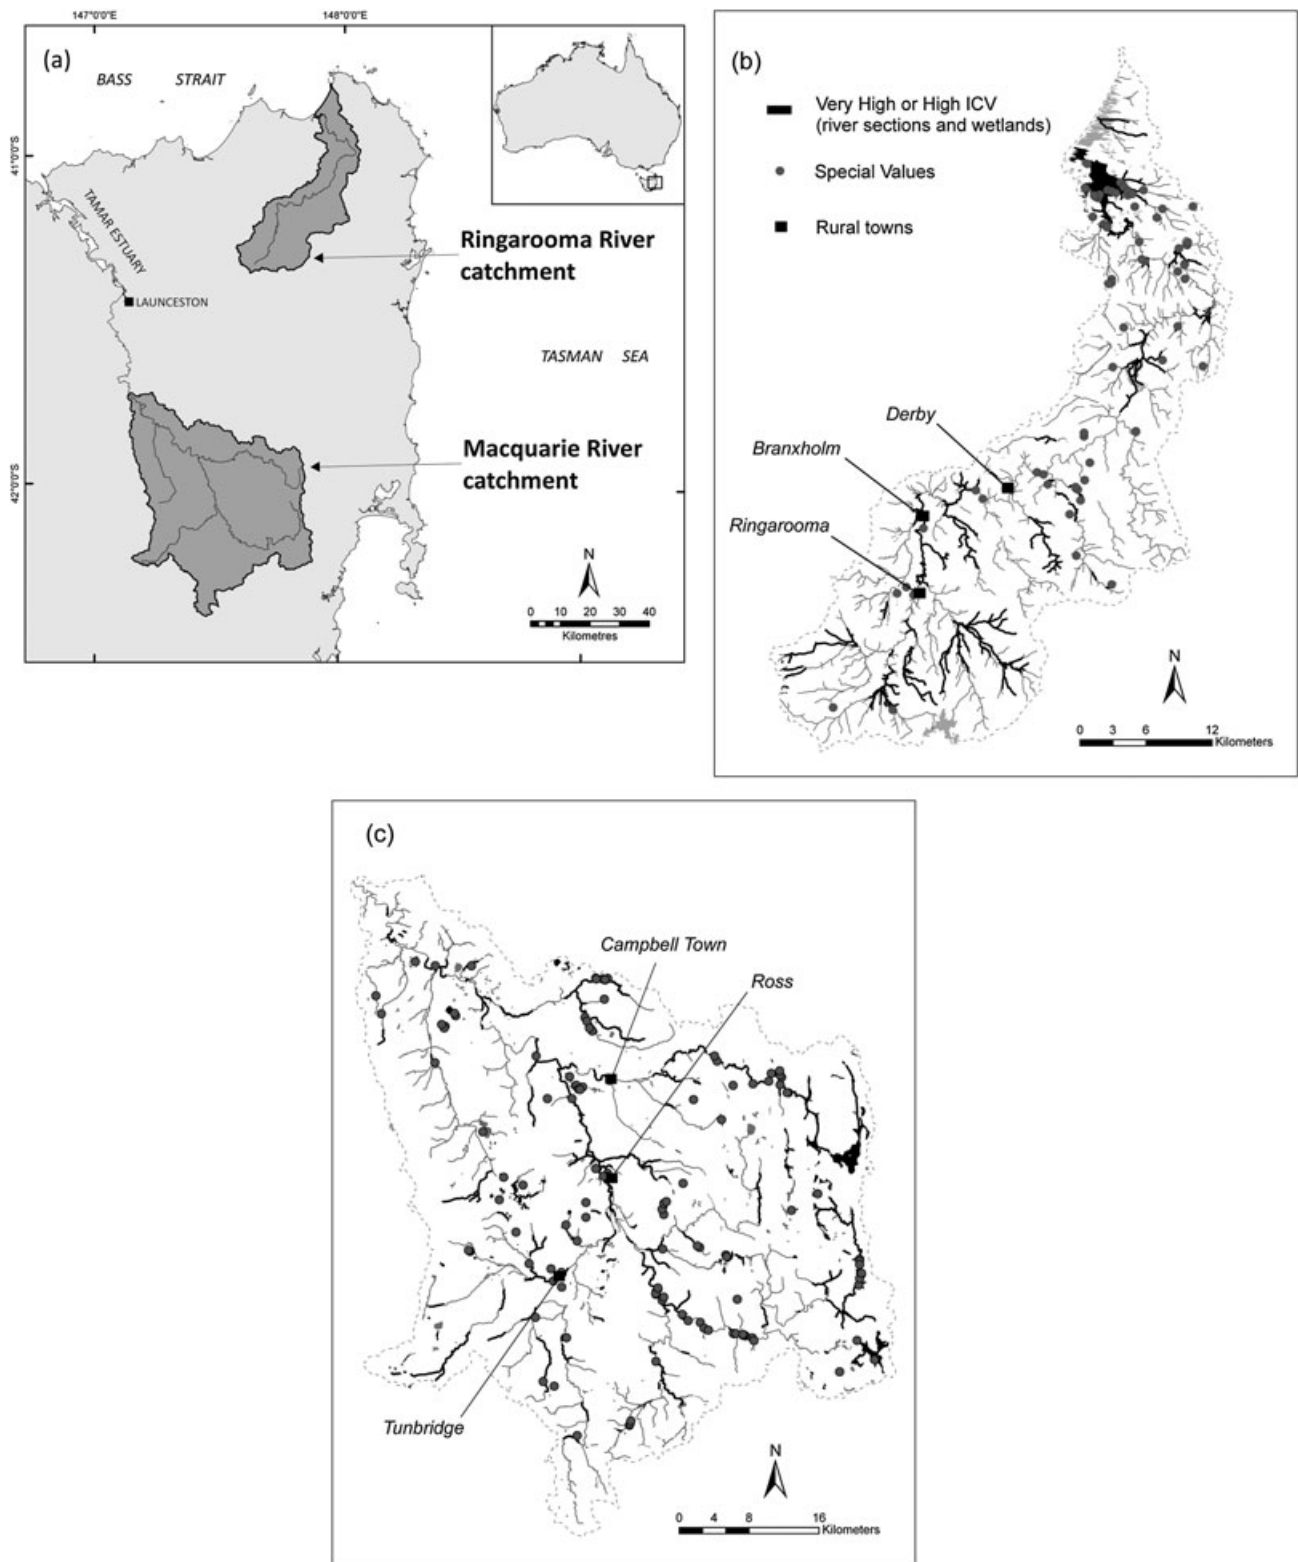 147°0'0"E
148°0'0"E
(a)
BASS STRAIT
41°0'0"S
TAMAR ESTUARY
LAUNCESTON
Ringarooma River
catchment
TASMAN SEA
Macquarie River
catchment
42°0'0"S
N
0 10 20 30 40
Kilometres
(b)
Very High or High ICV
(river sections and wetlands)
Special Values
Rural towns
Derby
Branxholm
Ringarooma
N
0 3 6 12
Kilometers
(c)
Campbell Town
Ross
Tunbridge
N
0 4 8 16
Kilometers